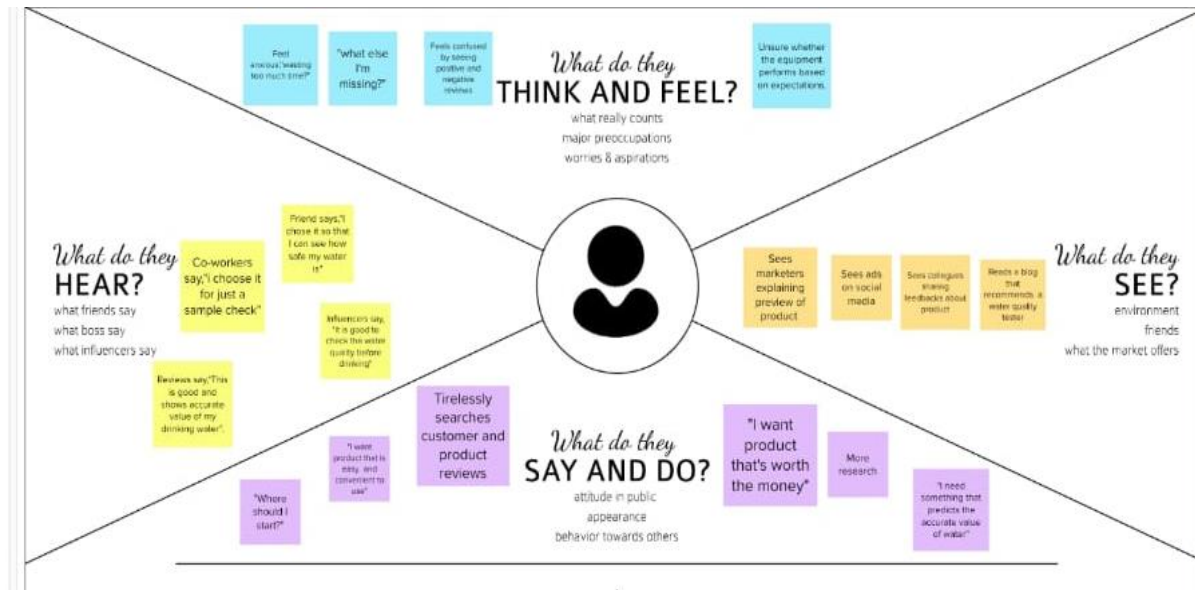 Feel
anxious,"wasting
too much time?"
"what else
I'm
missing?"
Feels confused
by seeing
positive and
negative
reviews
What do they
THINK AND FEEL?
what really counts
major preoccupations
worries & aspirations
Unsure whether
the equipment
performs based
on expectations.
What do they
HEAR?
what friends say
what boss say
what influencers say
Co-workers
say,"i choose it
for just a
sample check"
Friend says,"I
chose it so that
I can see how
safe my water
is"
Influencers say,
"It is good to
check the water
quality before
drinking"
Reviews say,"This
is good and
shows accurate
value of my
drinking water".
Sees
marketers
explaining
preview of
product
Sees ads
on social
media
Sees collegues
sharing
feedbacks about
product
Reads a blog
that
recommends a
water quality
tester
What do they
SEE?
environment
friends
what the market offers
"Where
should I
start?"
"I want
product that is
easy, and
convenient to
use"
Tirelessly
searches
customer and
product
reviews
What do they
SAY AND DO?
attitude in public
appearance
behavior towards others
"I want
product
that's worth
the money"
More
research
"I need
something that
predicts the
accurate value
of water"